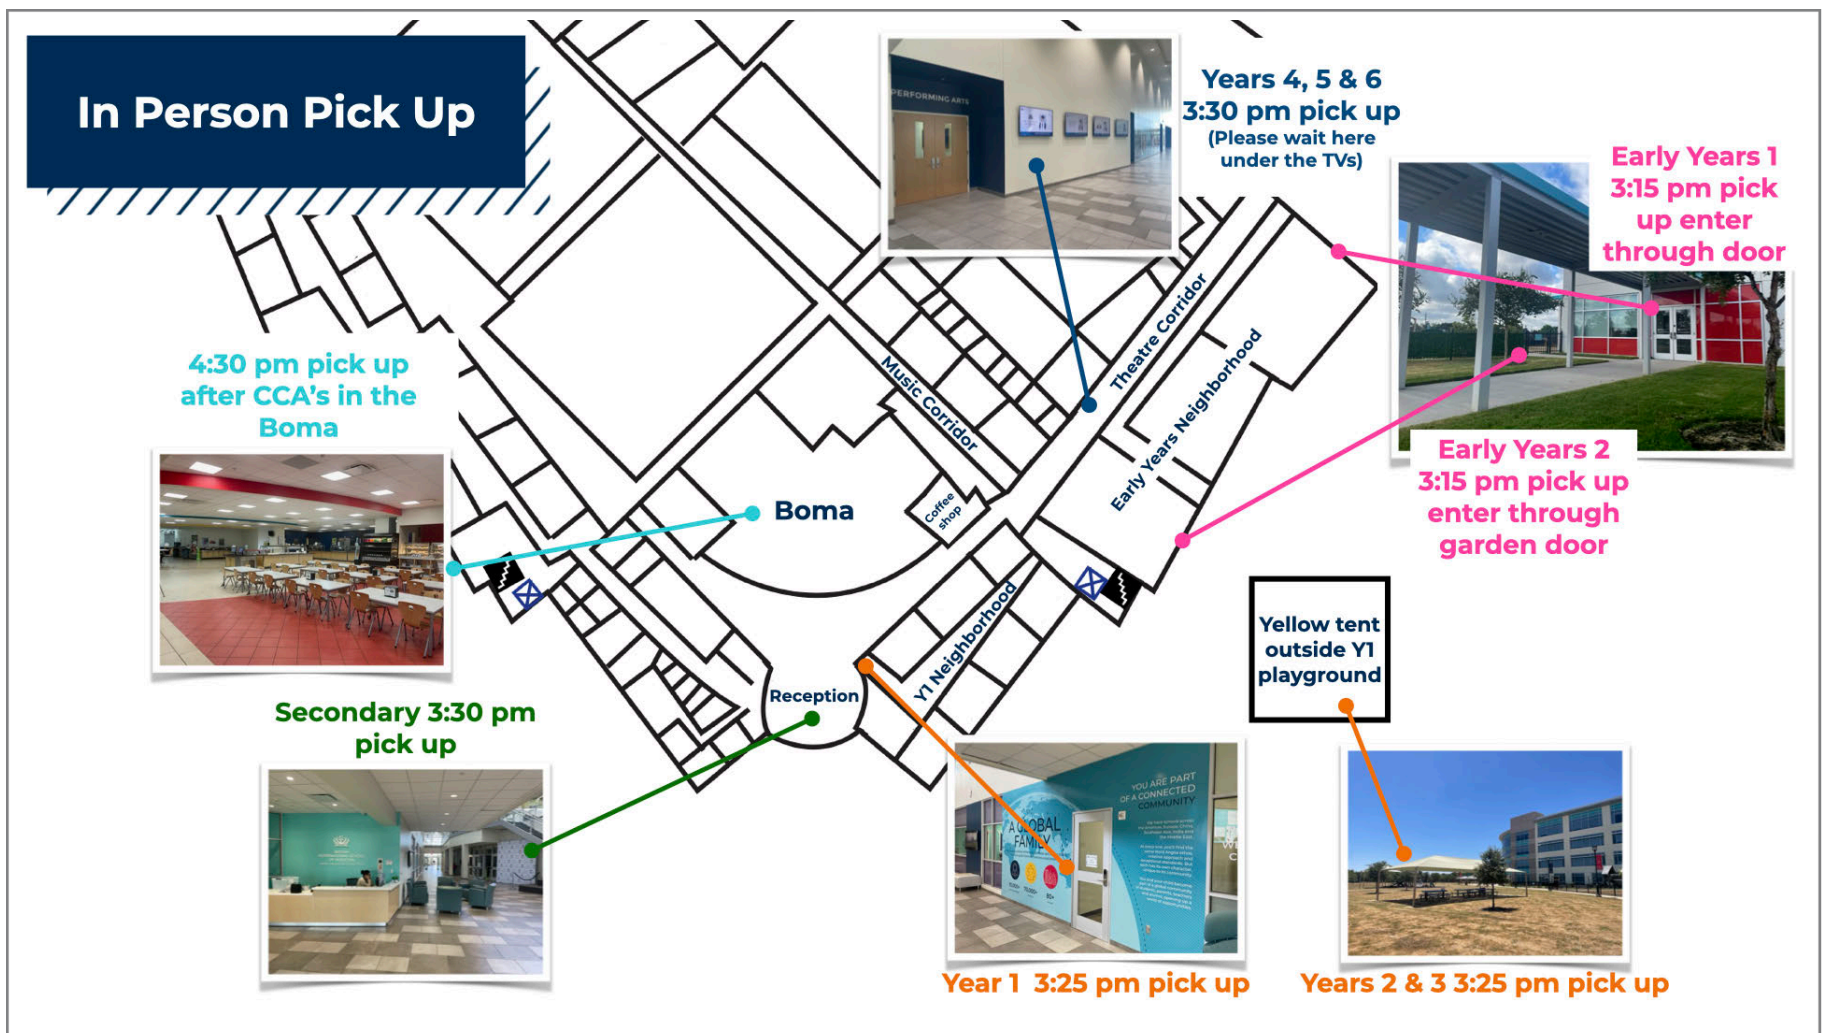 In Person Pick Up
PERFORMING ARTS
Years 4, 5 & 6
3:30 pm pick up
(Please wait here
under the TVs)
Early Years 1
3:15 pm pick
up enter
through door
4:30 pm pick up
after CCA's in the
Boma
Music Corridor
Theatre Corridor
Early Years Neighborhood
Early Years 2
3:15 pm pick up
enter through
garden door
Boma
Coffee
shop
Yellow tent
outside Y1
playground
Y1 Neighborhood
Reception
Secondary 3:30 pm
pick up
YOU ARE PART
OF A CONNECTED
COMMUNITY
A GLOBAL
FAMILY
Year 1 3:25 pm pick up
Years 2 & 3 3:25 pm pick up